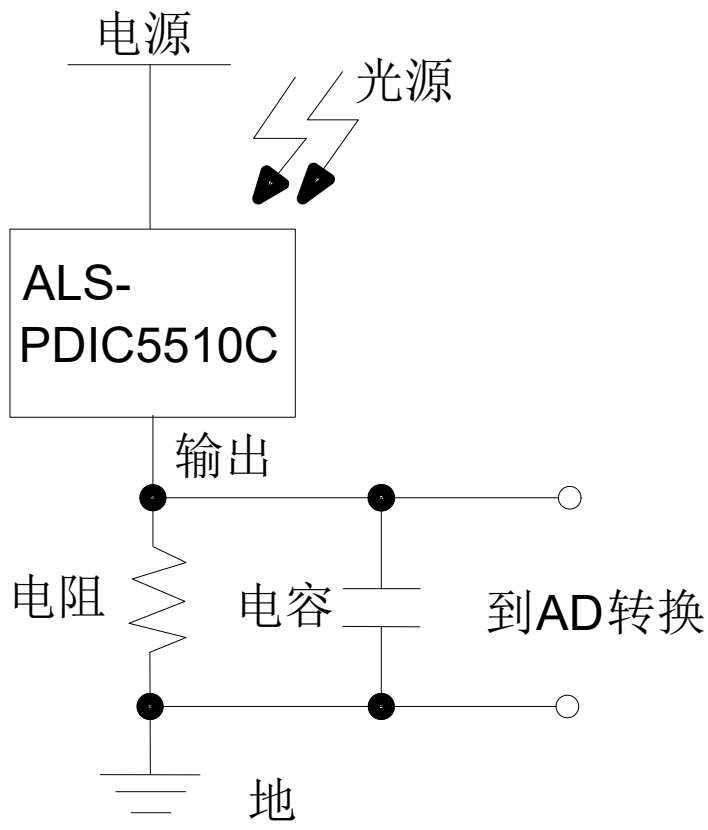 电源
光源
ALS-
PDIC5510C
输出
电阻
电容
到AD转换
地